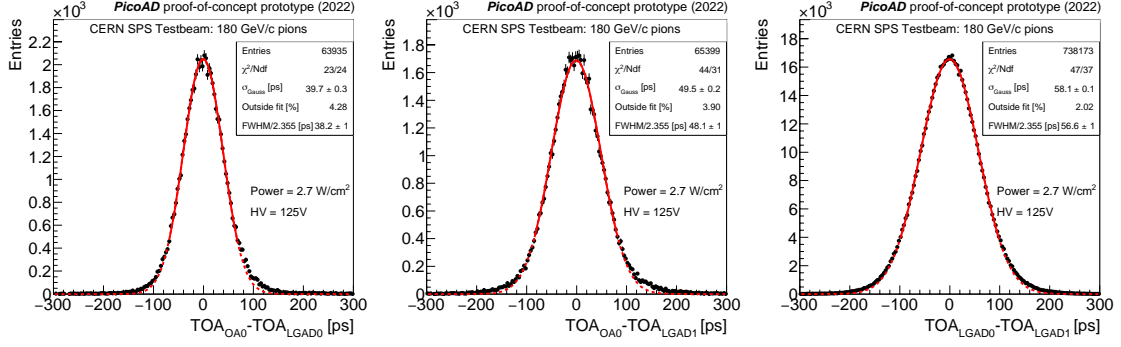 PicoAD proof-of-concept prototype (2022)
×10³
CERN SPS Testbeam: 180 GeV/c pions
Entries 63935
χ²/Ndf 23/24
σGauss [ps] 39.7 ± 0.3
Outside fit [%] 4.28
FWHM/2.355 [ps] 38.2 ± 1
Power = 2.7 W/cm²
HV = 125V
Entries
2.2
2
1.8
1.6
1.4
1.2
1
0.8
0.6
0.4
0.2
0
−300 −200 −100 0 100 200 300
TOAOA0-TOALGAD0 [ps]
PicoAD proof-of-concept prototype (2022)
×10³
CERN SPS Testbeam: 180 GeV/c pions
Entries 65399
χ²/Ndf 44/31
σGauss [ps] 49.5 ± 0.2
Outside fit [%] 3.90
FWHM/2.355 [ps] 48.1 ± 1
Power = 2.7 W/cm²
HV = 125V
Entries
1.8
1.6
1.4
1.2
1
0.8
0.6
0.4
0.2
0
−300 −200 −100 0 100 200 300
TOAOA0-TOALGAD1 [ps]
PicoAD proof-of-concept prototype (2022)
×10³
CERN SPS Testbeam: 180 GeV/c pions
Entries 738173
χ²/Ndf 47/37
σGauss [ps] 58.1 ± 0.1
Outside fit [%] 2.02
FWHM/2.355 [ps] 56.6 ± 1
Power = 2.7 W/cm²
HV = 125V
Entries
18
16
14
12
10
8
6
4
2
0
−300 −200 −100 0 100 200 300
TOALGAD0-TOALGAD1 [ps]